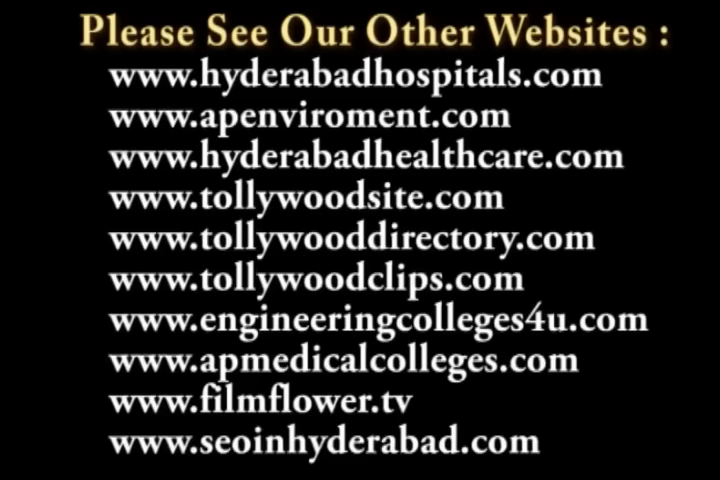 Please See Our Other Websites :
www.hyderabadhospitals.com
www.apenviroment.com
www.hyderabadhealthcare.com
www.tollywoodsite.com
www.tollywooddirectory.com
www.tollywoodclips.com
www.engineeringcolleges4u.com
www.apmedicalcolleges.com
www.filmflower.tv
www.seoinhyderabad.com